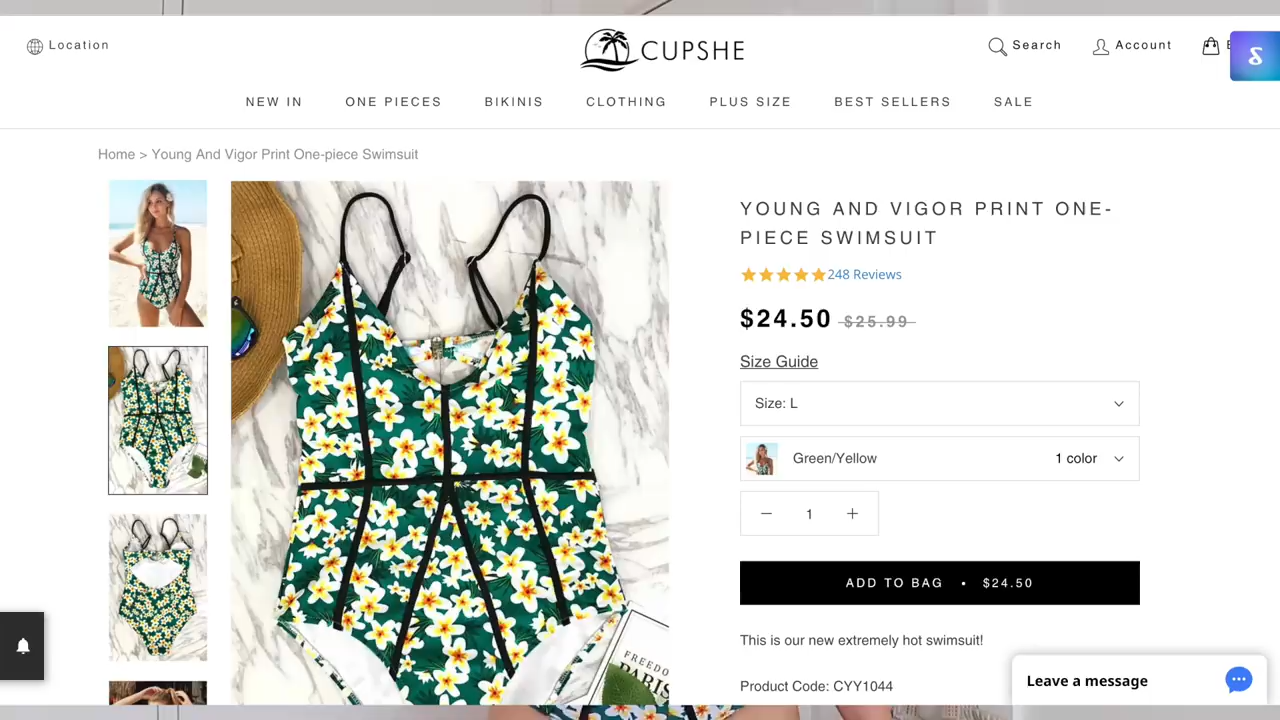 Location
CUPSHE
Search
Account
NEW IN
ONE PIECES
BIKINIS
CLOTHING
PLUS SIZE
BEST SELLERS
SALE
Home > Young And Vigor Print One-piece Swimsuit
YOUNG AND VIGOR PRINT ONE-
PIECE SWIMSUIT
248 Reviews
$24.50 $25.99
Size Guide
Size: L
Green/Yellow 1 color
1
ADD TO BAG • $24.50
This is our new extremely hot swimsuit!
Product Code: CYY1044
Leave a message